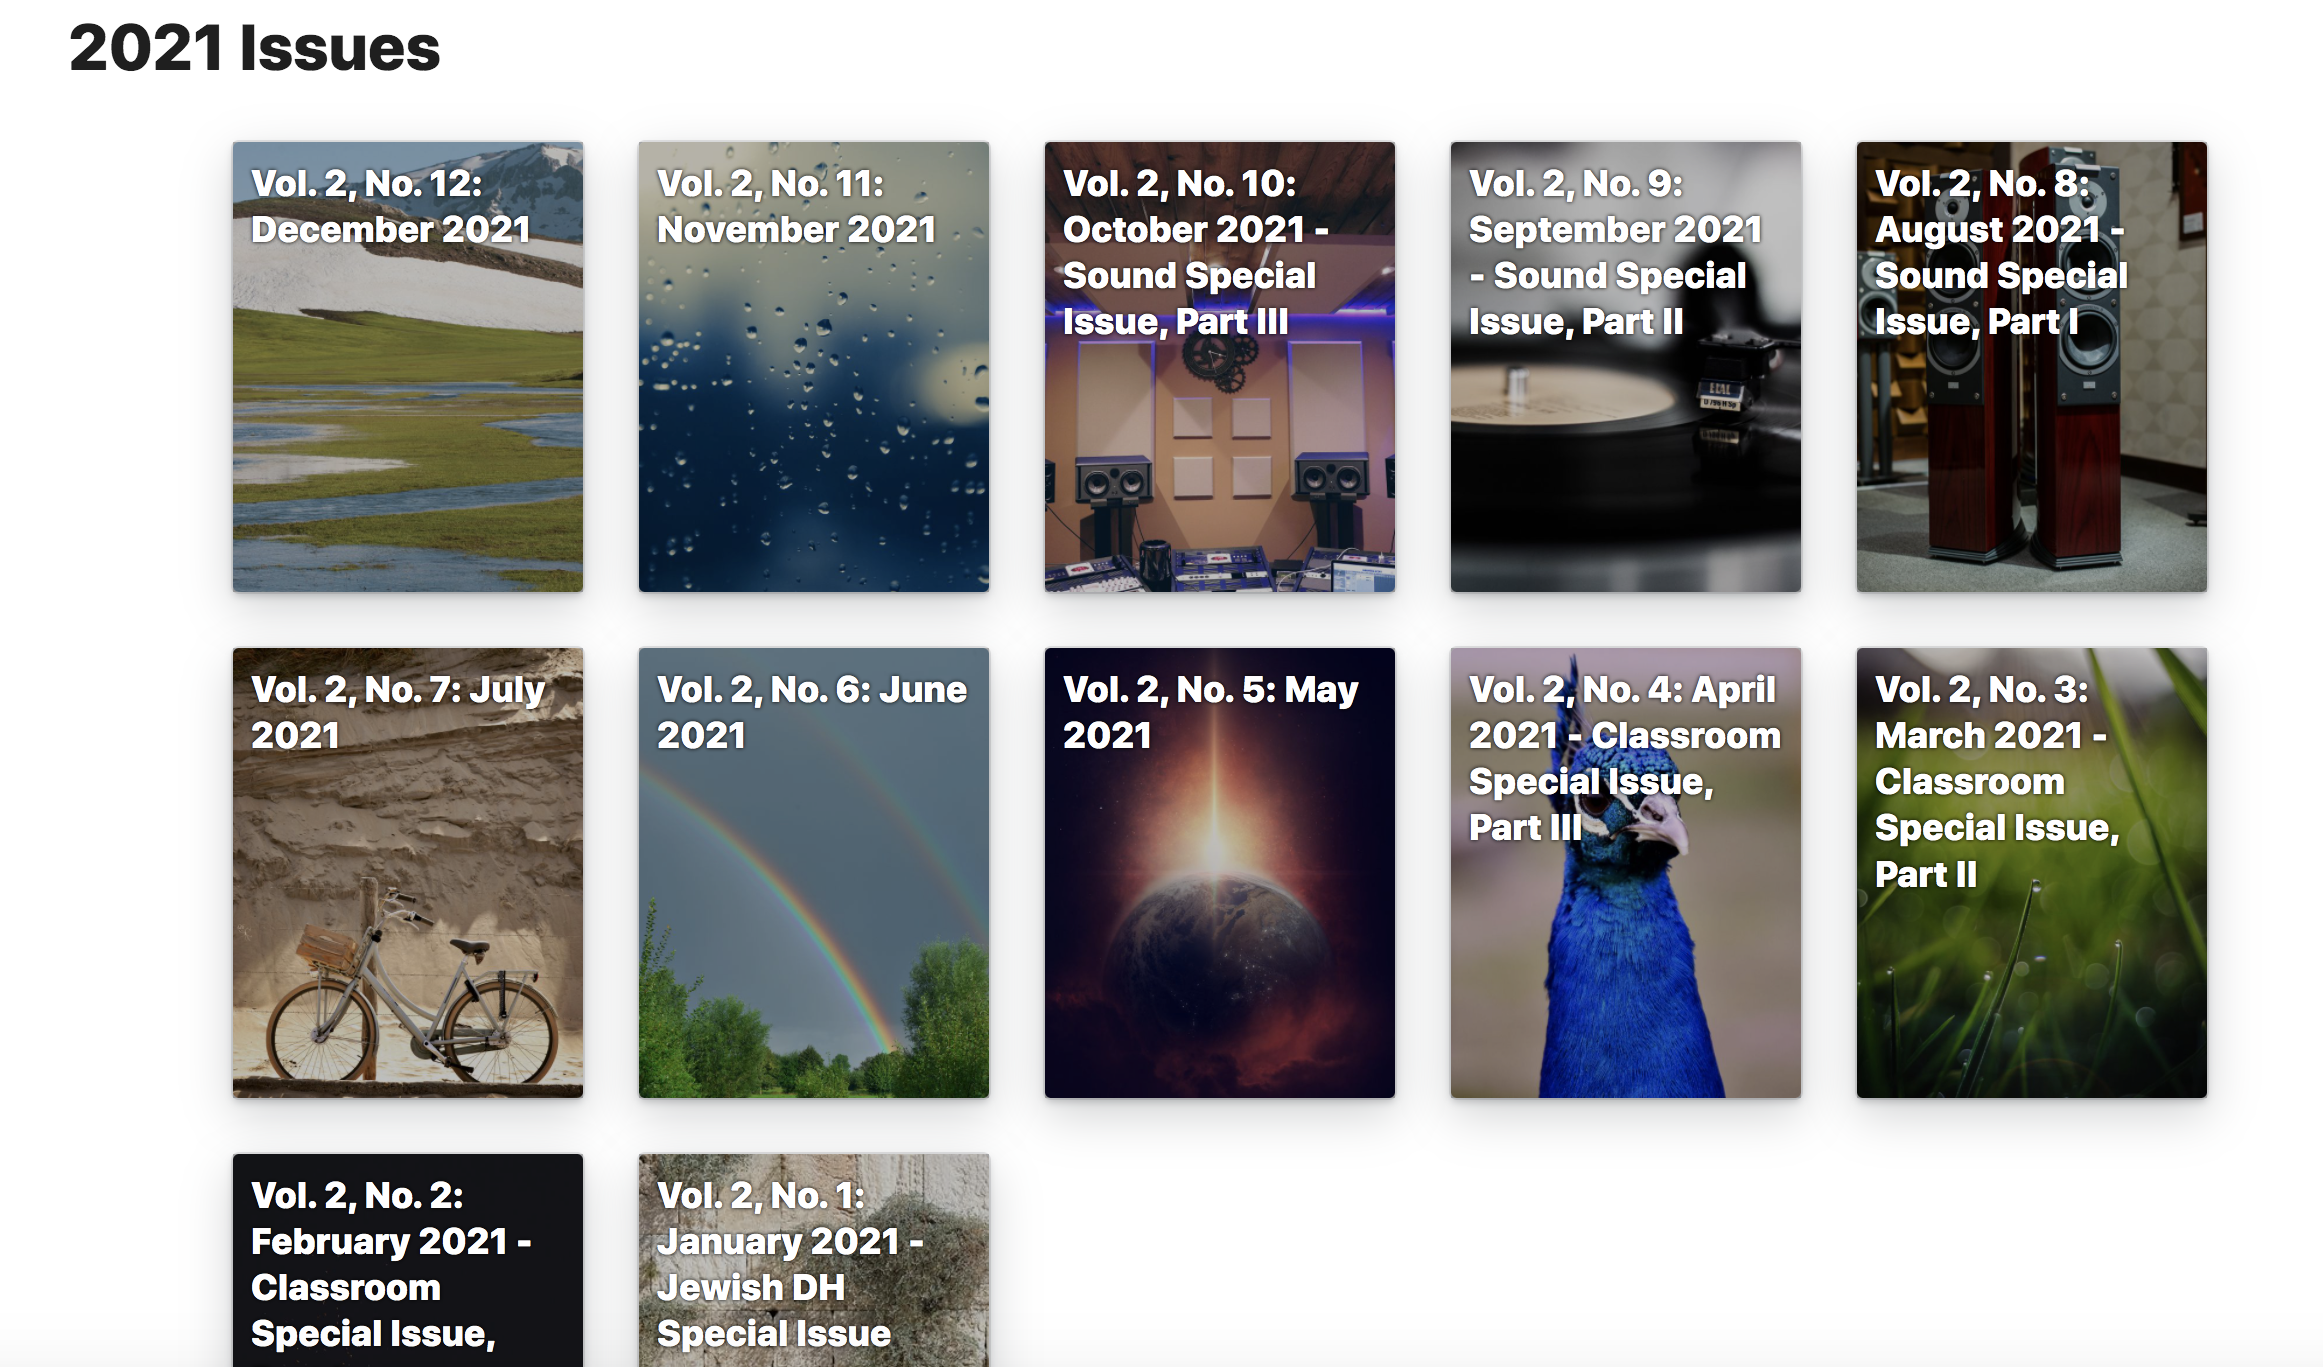 2021 Issues
Vol. 2, No. 12:
December 2021
Vol. 2, No. 11:
November 2021
Vol. 2, No. 10:
October 2021 -
Sound Special
Issue, Part III
Vol. 2, No. 9:
September 2021
- Sound Special
Issue, Part II
Vol. 2, No. 8:
August 2021 -
Sound Special
Issue, Part I
Vol. 2, No. 7: July
2021
Vol. 2, No. 6: June
2021
Vol. 2, No. 5: May
2021
Vol. 2, No. 4: April
2021 - Classroom
Special Issue,
Part III
Vol. 2, No. 3:
March 2021 -
Classroom
Special Issue,
Part II
Vol. 2, No. 2:
February 2021 -
Classroom
Special Issue,
Vol. 2, No. 1:
January 2021 -
Jewish DH
Special Issue